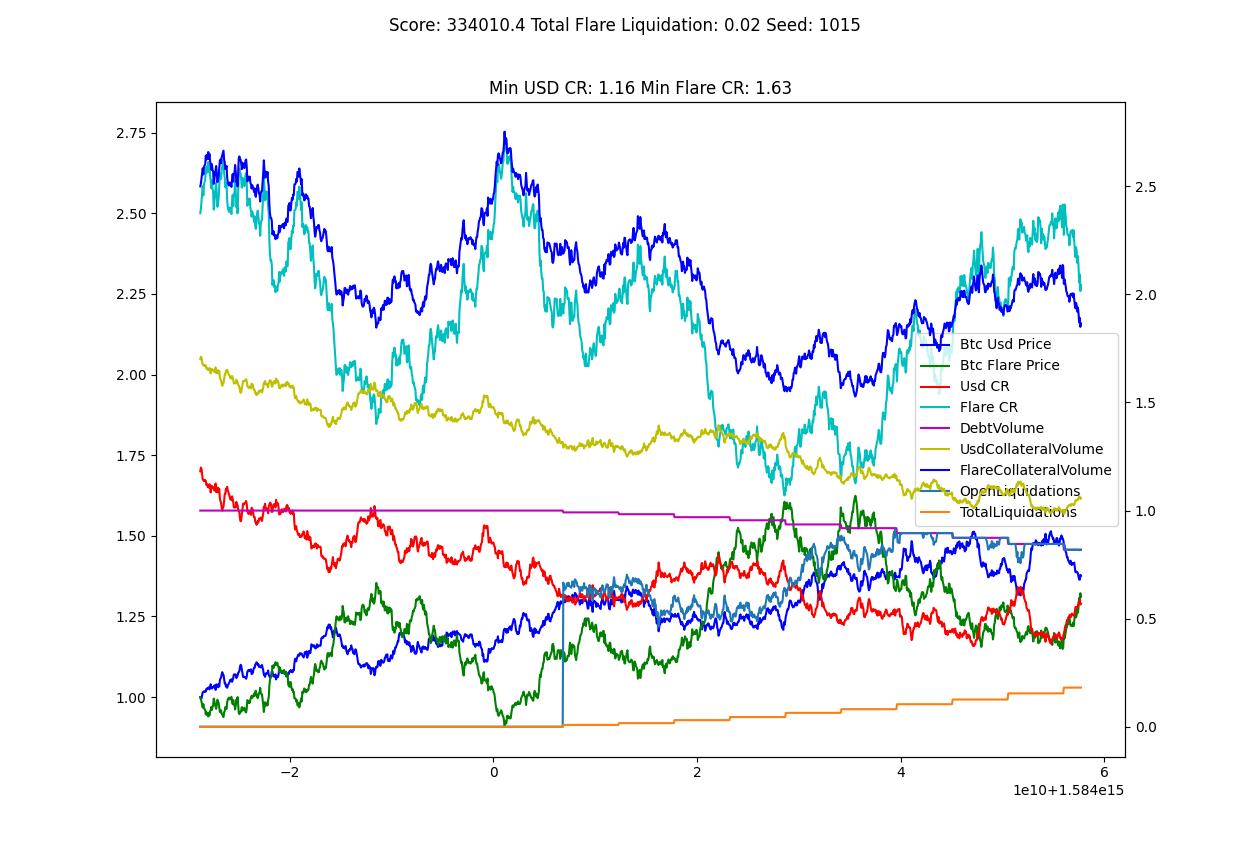 Score: 334010.4 Total Flare Liquidation: 0.02 Seed: 1015
Min USD CR: 1.16 Min Flare CR: 1.63
2.75
2.50
2.25
2.00
1.75
1.50
1.25
1.00
2.5
2.0
1.5
1.0
0.5
0.0
Btc Usd Price
Btc Flare Price
Usd CR
Flare CR
DebtVolume
UsdCollateralVolume
FlareCollateralVolume
OpenLiquidations
TotalLiquidations
−2 0 2 4 6
1e10+1.584e15